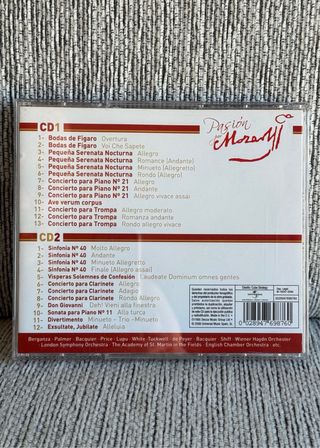 Pasión
por
Mozart
CD1
1- Bodas de Fígaro Overtura
2- Bodas de Fígaro Voi Che Sapete
3- Pequeña Serenata Nocturna Allegro
4- Pequeña Serenata Nocturna Romance (Andante)
5- Pequeña Serenata Nocturna Minueto (Allegretto)
6- Pequeña Serenata Nocturna Rondo (Allegro)
7- Concierto para Piano Nº 21 Allegro
8- Concierto para Piano Nº 21 Andante
9- Concierto para Piano Nº 21 Allegro vivace assai
10- Ave verum corpus
11- Concierto para Trompa Allegro moderato
12- Concierto para Trompa Romanza andante
13- Concierto para Trompa Rondo allegro vivace
CD2
1- Sinfonía Nº 40 Molto Allegro
2- Sinfonía Nº 40 Andante
3- Sinfonía Nº 40 Minueto Allegretto
4- Sinfonía Nº 40 Finale (Allegro assai)
5- Vísperas Solemnes de Confesión Laudeate Dominum omnes gentes
6- Concierto para Clarinete Allegro
7- Concierto para Clarinete Adagio
8- Concierto para Clarinete Rondo Allegro
9- Don Giovanni Deh! Vieni alla finestra
10- Sonata para Piano Nº 11 Alla turca
11- Divertimento Minueto - Trio - Minueto
12- Exsultate, Jubilate Alleluia
0 028947 698760
Berganza · Palmer · Bacquier · Price · Lupu · White · Tuckwell · de Peyer · Bacquier · Shiff · Wiener Haydn Orchester
London Symphony Orchestra · The Academy of St. Martin in the Fields · English Chamber Orchestra · etc.